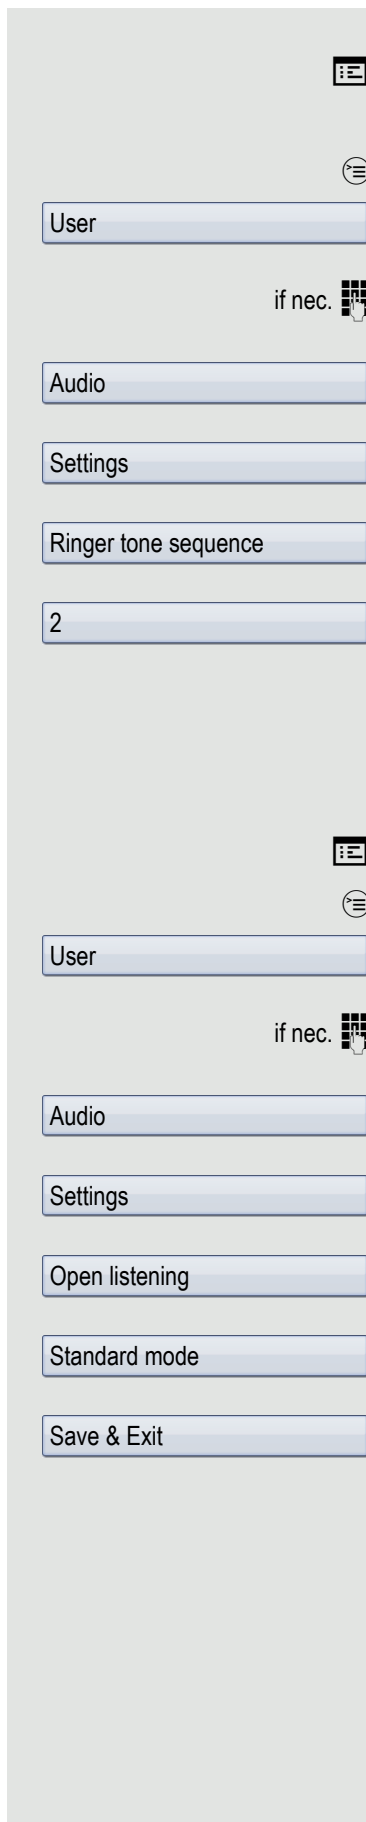 User
if nec.
Audio
Settings
Ringer tone sequence
2
User
if nec.
Audio
Settings
Open listening
Standard mode
Save & Exit